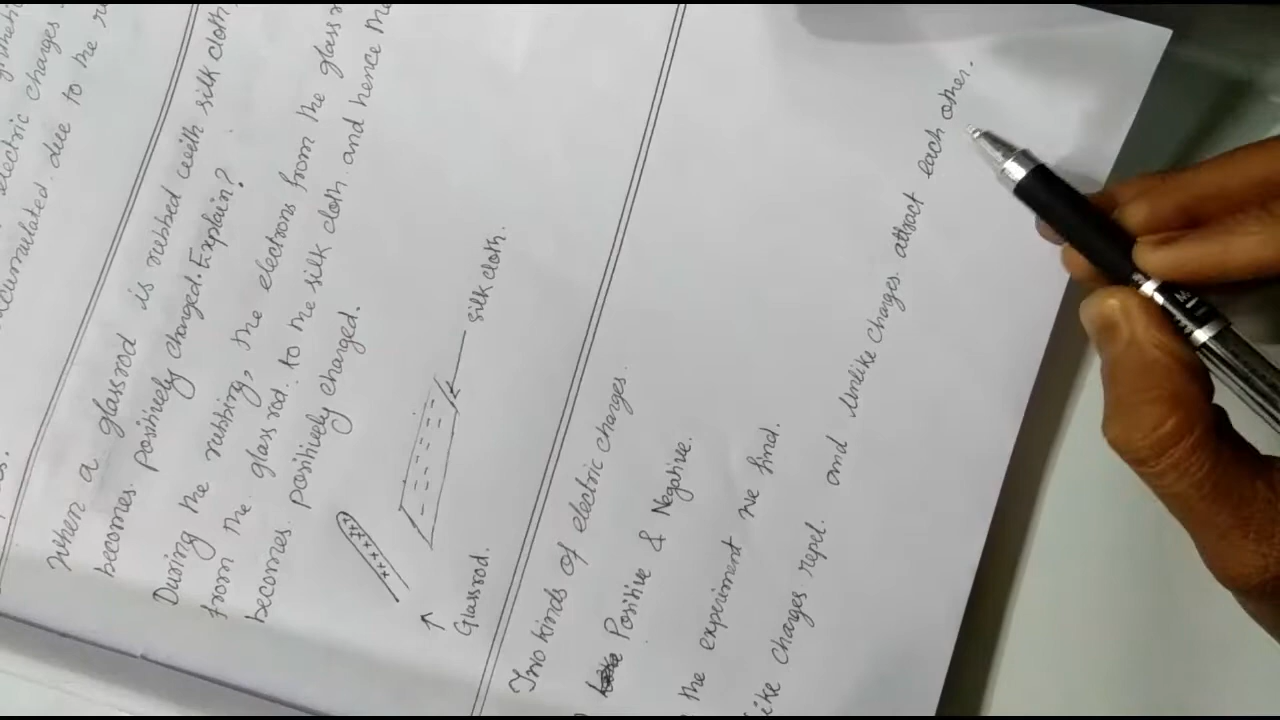 nthetic
electric charges.
accumulated due to the
When a glassrod is rubbed with silk cloth
becomes positively charged. Explain?
During the rubbing, the electrons from the glass
from the glass rod to the silk cloth and hence the
becomes positively charged.
silk cloth.
Glassrod.
Two kinds of electric charges.
Positive & Negative.
the experiment we find.
like charges repel. and unlike charges attract each other.